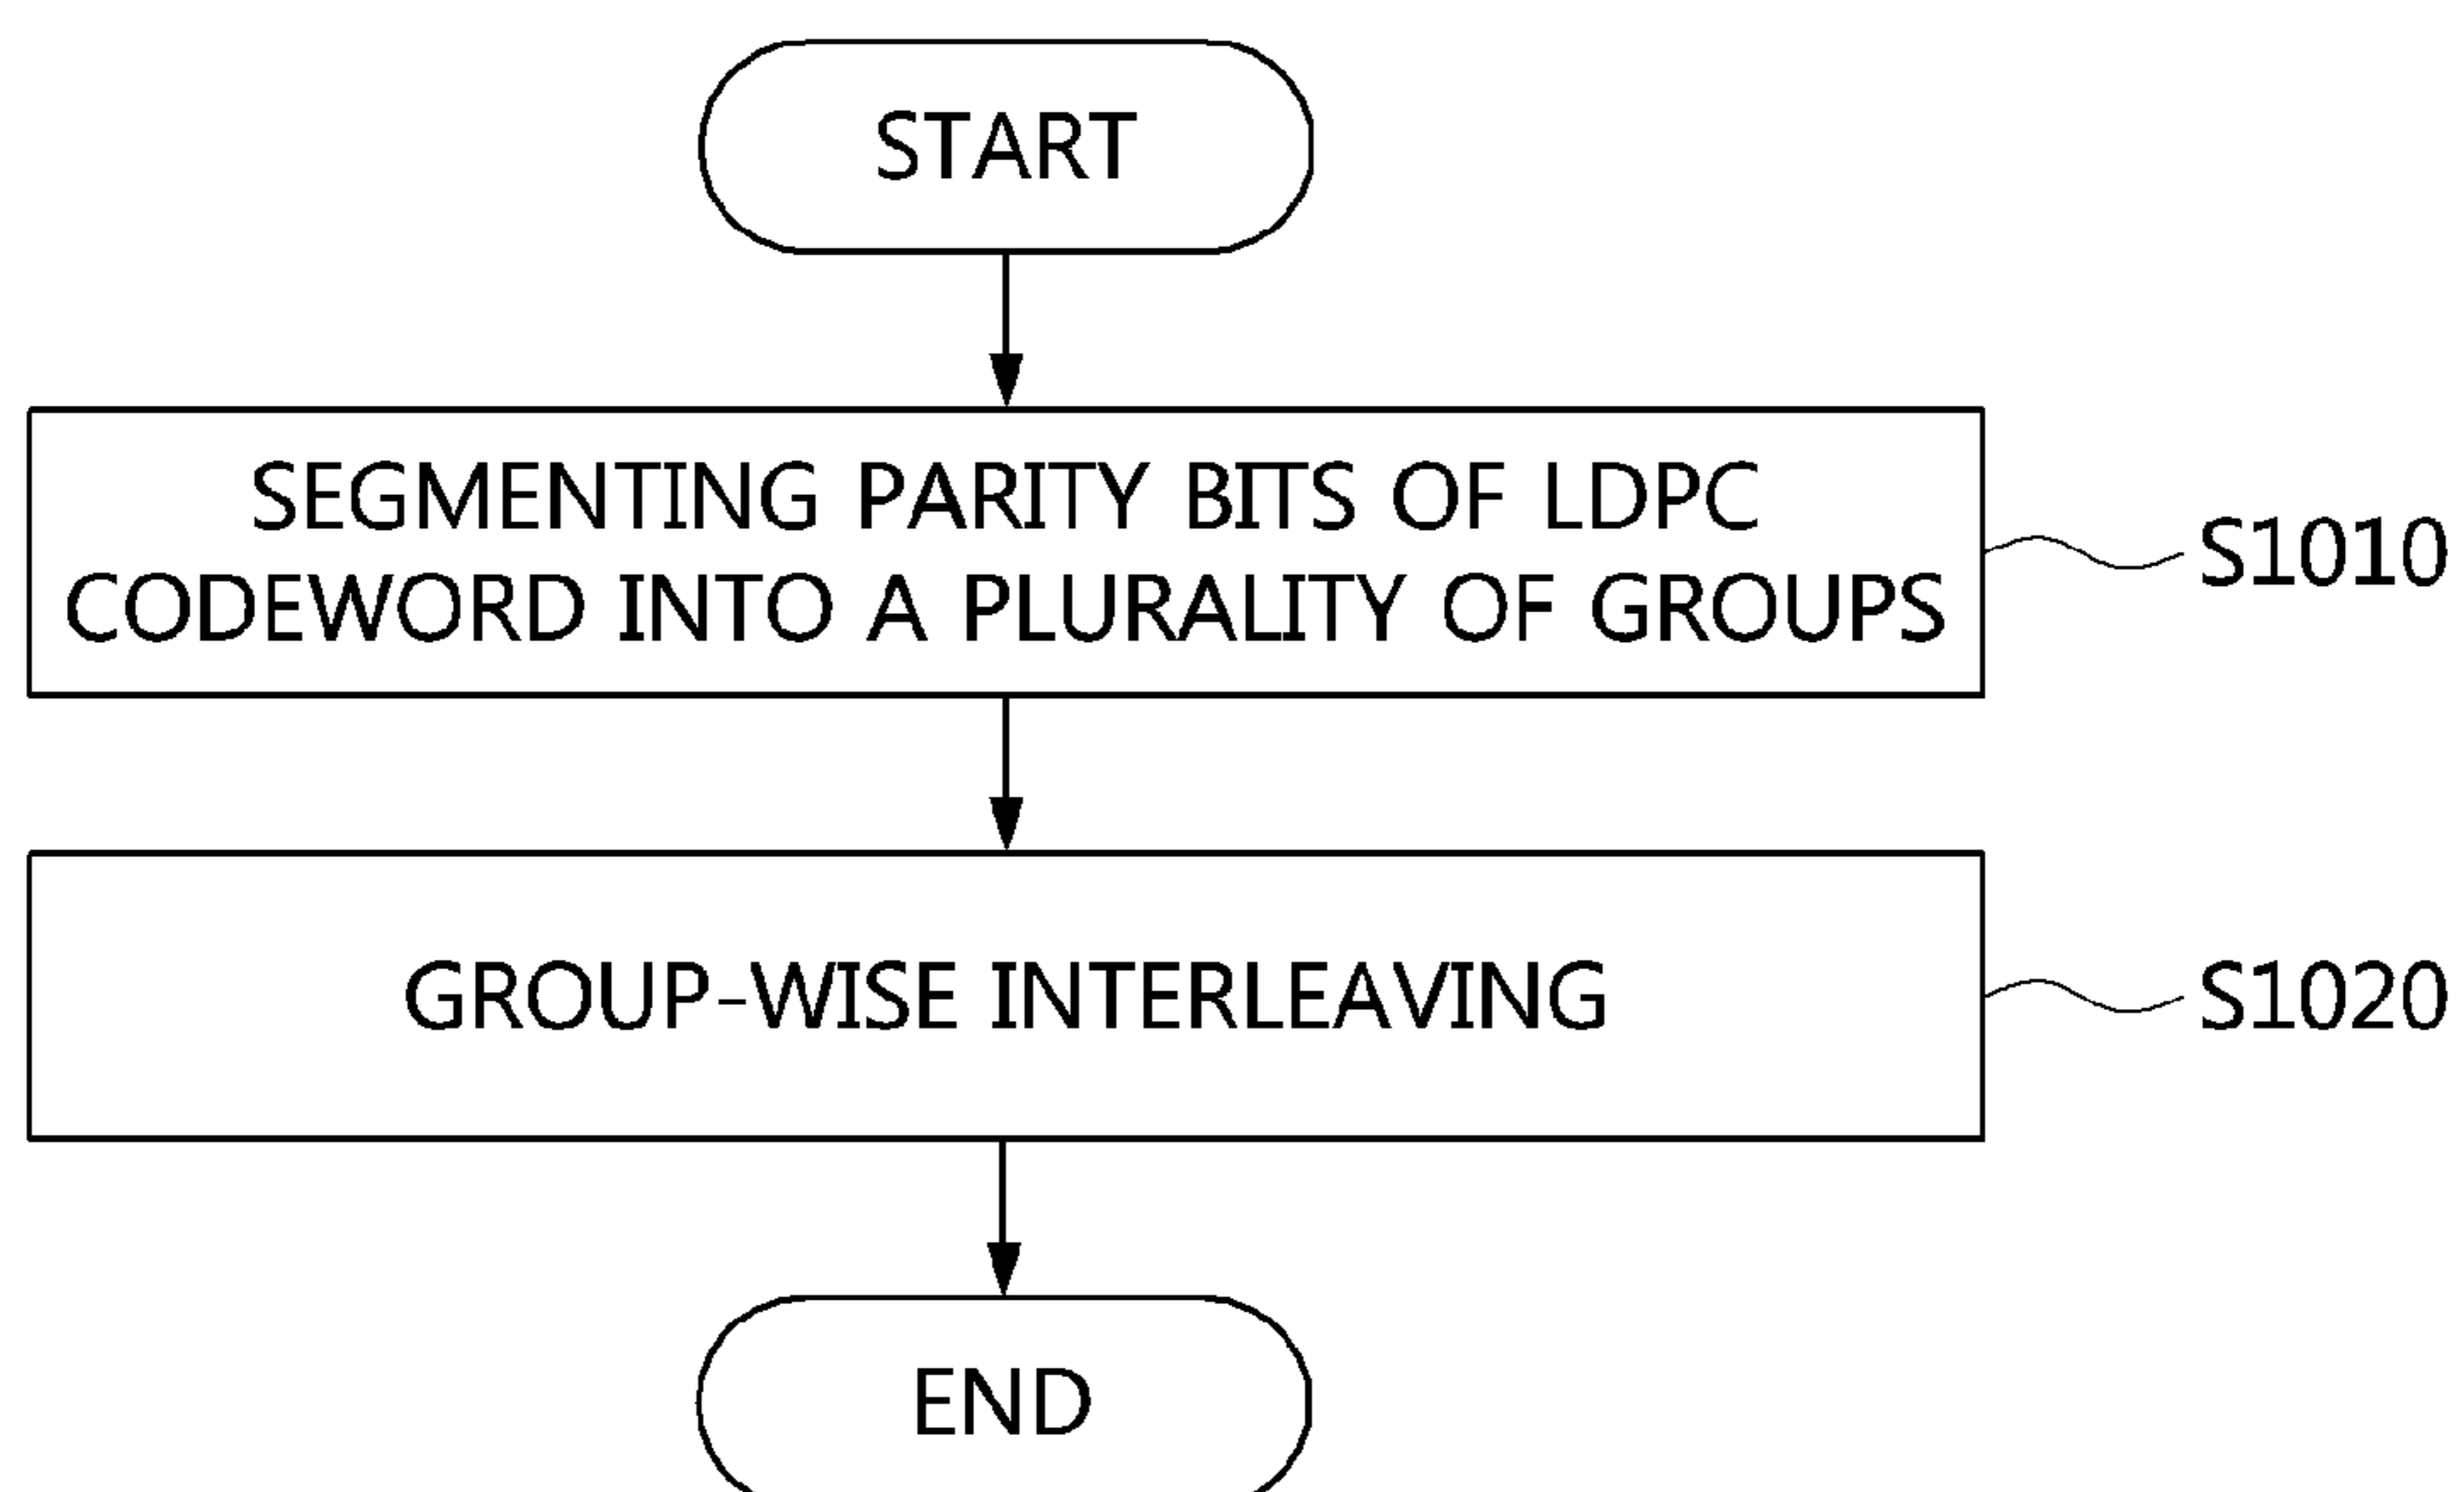 START
SEGMENTING PARITY BITS OF LDPC
CODEWORD INTO A PLURALITY OF GROUPS
S1010
GROUP-WISE INTERLEAVING
S1020
END